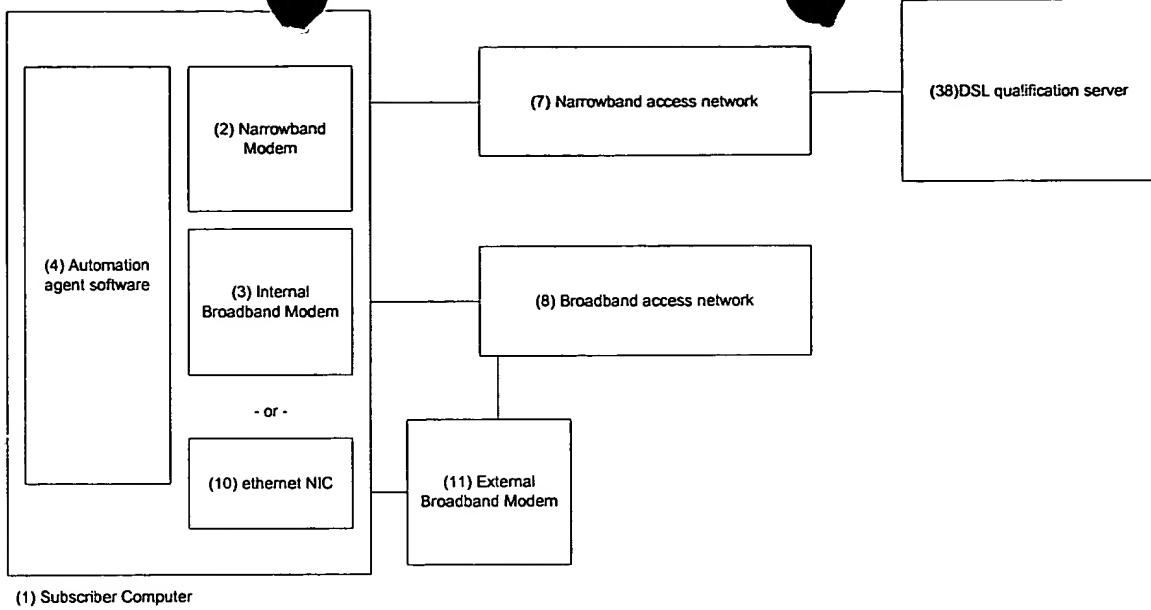 (2) Narrowband
Modem
(7) Narrowband access network
(38)DSL qualification server
(4) Automation
agent software
(3) Internal
Broadband Modem
(8) Broadband access network
- or -
(10) ethernet NIC
(11) External
Broadband Modem
(1) Subscriber Computer